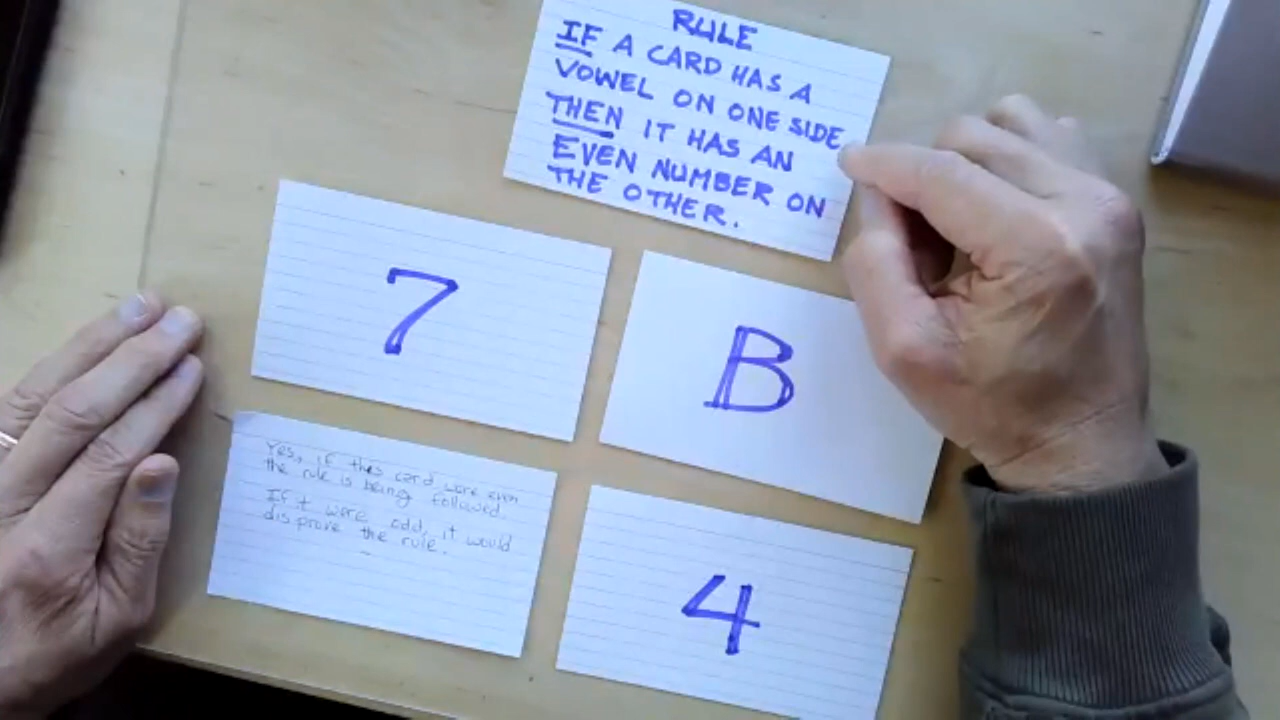 RULE
IF A CARD HAS A
VOWEL ON ONE SIDE
THEN IT HAS AN
EVEN NUMBER ON
THE OTHER.
7
B
Yes, if this card were even
the rule is being followed.
If it were odd, it would
disprove the rule.
4